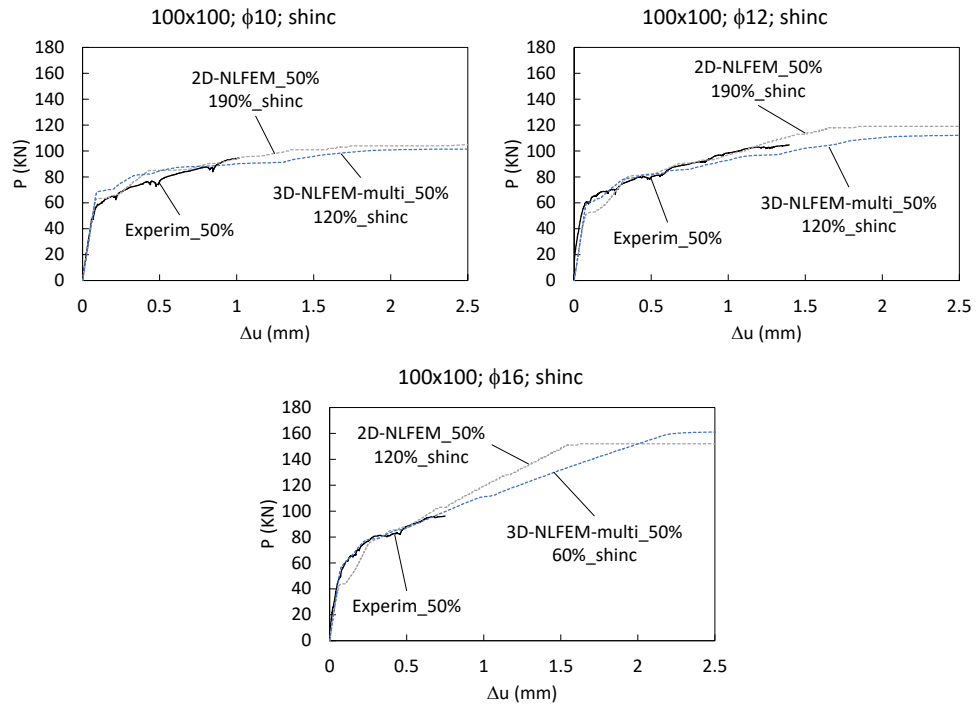 100x100; ϕ10; shinc
180
160
140
120
100
80
60
40
20
0
P (KN)
2D-NLFEM_50%
190%_shinc
3D-NLFEM-multi_50%
120%_shinc
Experim_50%
0 0.5 1 1.5 2 2.5
Δu (mm)
100x100; ϕ12; shinc
180
160
140
120
100
80
60
40
20
0
P (KN)
2D-NLFEM_50%
190%_shinc
3D-NLFEM-multi_50%
120%_shinc
Experim_50%
0 0.5 1 1.5 2 2.5
Δu (mm)
100x100; ϕ16; shinc
180
160
140
120
100
80
60
40
20
0
P (KN)
2D-NLFEM_50%
120%_shinc
3D-NLFEM-multi_50%
60%_shinc
Experim_50%
0 0.5 1 1.5 2 2.5
Δu (mm)